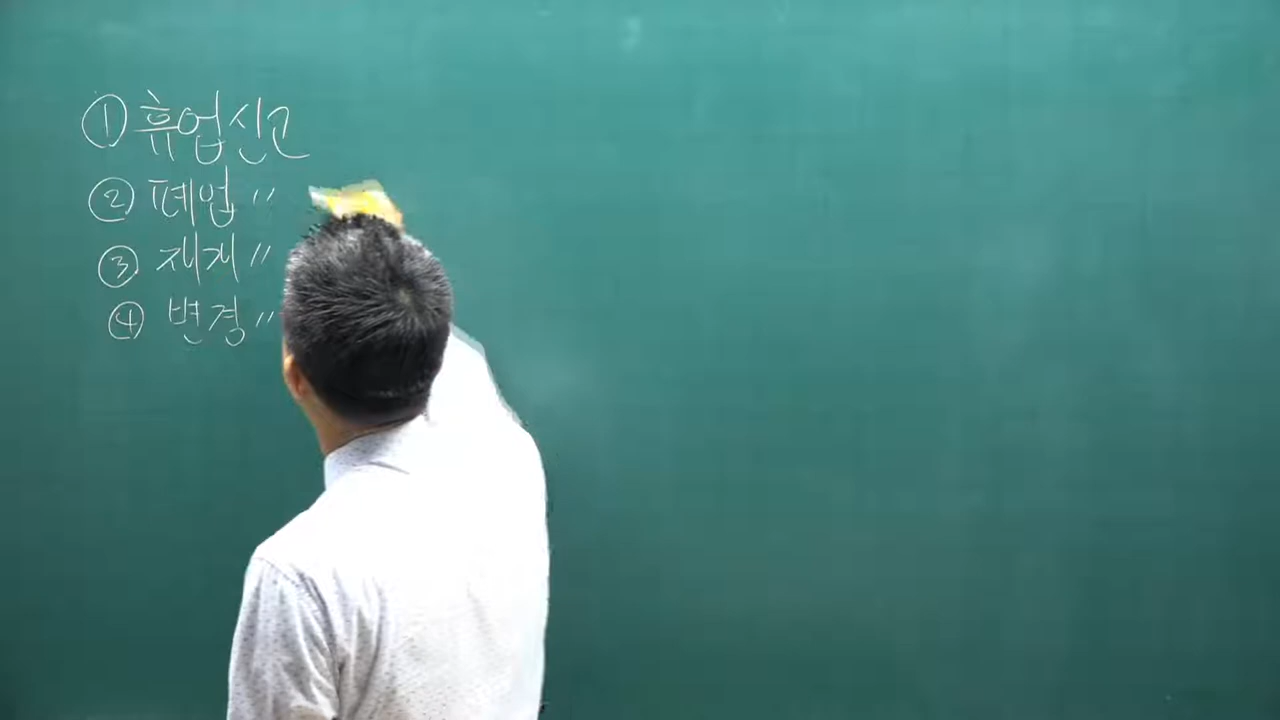 ① 휴업신고
② 폐업 〃
③ 재개 〃
④ 변경 〃